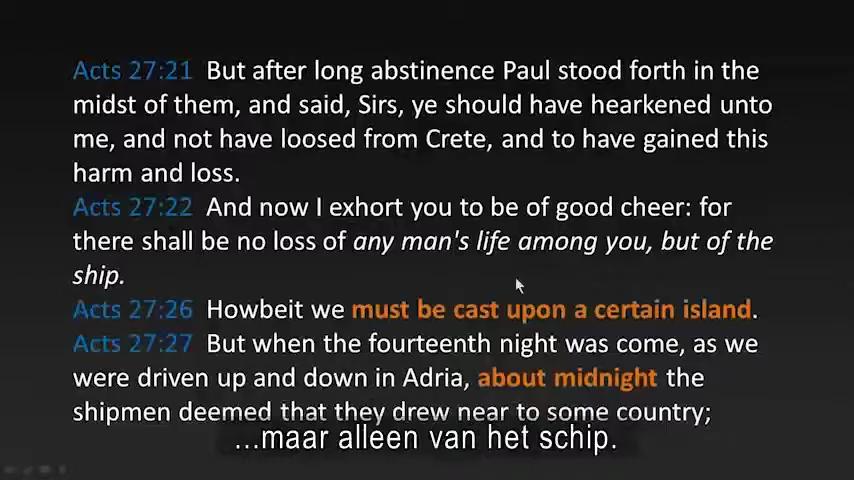 Acts 27:21 But after long abstinence Paul stood forth in the
midst of them, and said, Sirs, ye should have hearkened unto
me, and not have loosed from Crete, and to have gained this
harm and loss.
Acts 27:22 And now I exhort you to be of good cheer: for
there shall be no loss of any man's life among you, but of the
ship.
Acts 27:26 Howbeit we must be cast upon a certain island.
Acts 27:27 But when the fourteenth night was come, as we
were driven up and down in Adria, about midnight the
shipmen deemed that they drew near to some country;
...maar alleen van het schip.